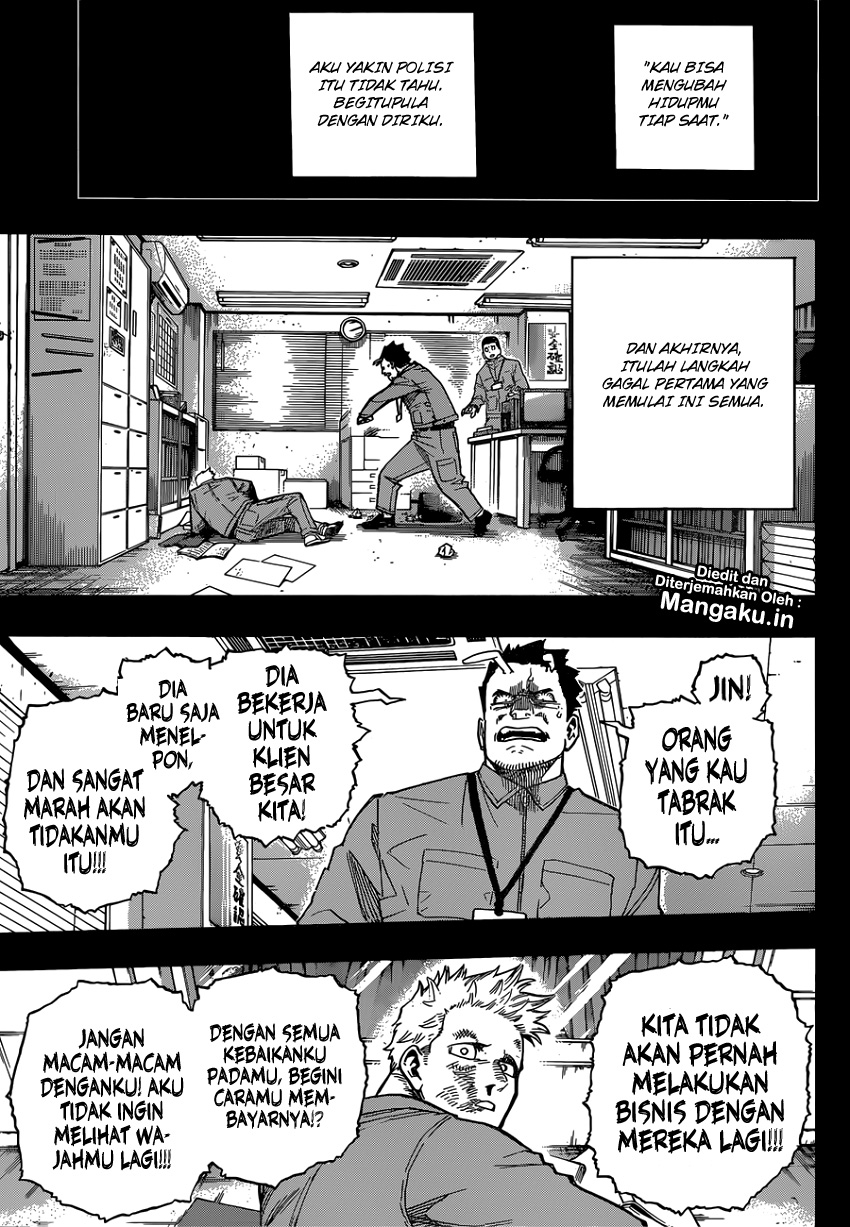 "KAU BISA
MENGUBAH
HIDUPMU
TIAP SAAT."
AKU YAKIN POLISI
ITU TIDAK TAHU.
BEGITUPULA
DENGAN DIRIKU.
DAN AKHIRNYA,
ITULAH LANGKAH
GAGAL PERTAMA YANG
MEMULAI INI SEMUA.
Diedit dan
Diterjemahkan Oleh :
Mangaku.in
JIN!
ORANG
YANG KAU
TABRAK
ITU...
DIA
BEKERJA
UNTUK
KLIEN
BESAR
KITA!
DIA
BARU SAJA
MENEL-
PON,
DAN SANGAT
MARAH AKAN
TIDAKANMU
ITU!!!
KITA TIDAK
AKAN PERNAH
MELAKUKAN
BISNIS DENGAN
MEREKA LAGI!!!
DENGAN SEMUA
KEBAIKANKU
PADAMU, BEGINI
CARAMU MEM-
BAYARNYA!?
JANGAN
MACAM-MACAM
DENGANKU! AKU
TIDAK INGIN
MELIHAT WA-
JAHMU LAGI!!!